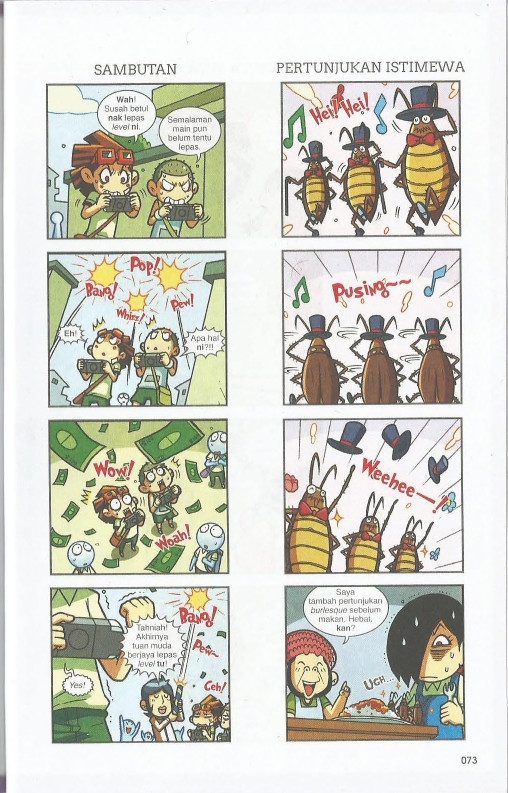 SAMBUTAN
Wah!
Susah betul
nak lepas
level ni.
Semalaman
main pun
belum tentu
lepas.
Bang!
Pop!
Whizz!
Pew!
Eh!
Apa hal
ni?!!
Wow!
Woah!
Tahniah!
Akhirnya
tuan muda
berjaya lepas
level tu!
Yes!
Bang!
Pew~
Ceh!
PERTUNJUKAN ISTIMEWA
Hei! Hei!
Pusing~~
Weehee—!
Saya
tambah pertunjukan
burlesque sebelum
makan. Hebat,
kan?
UGH...
073